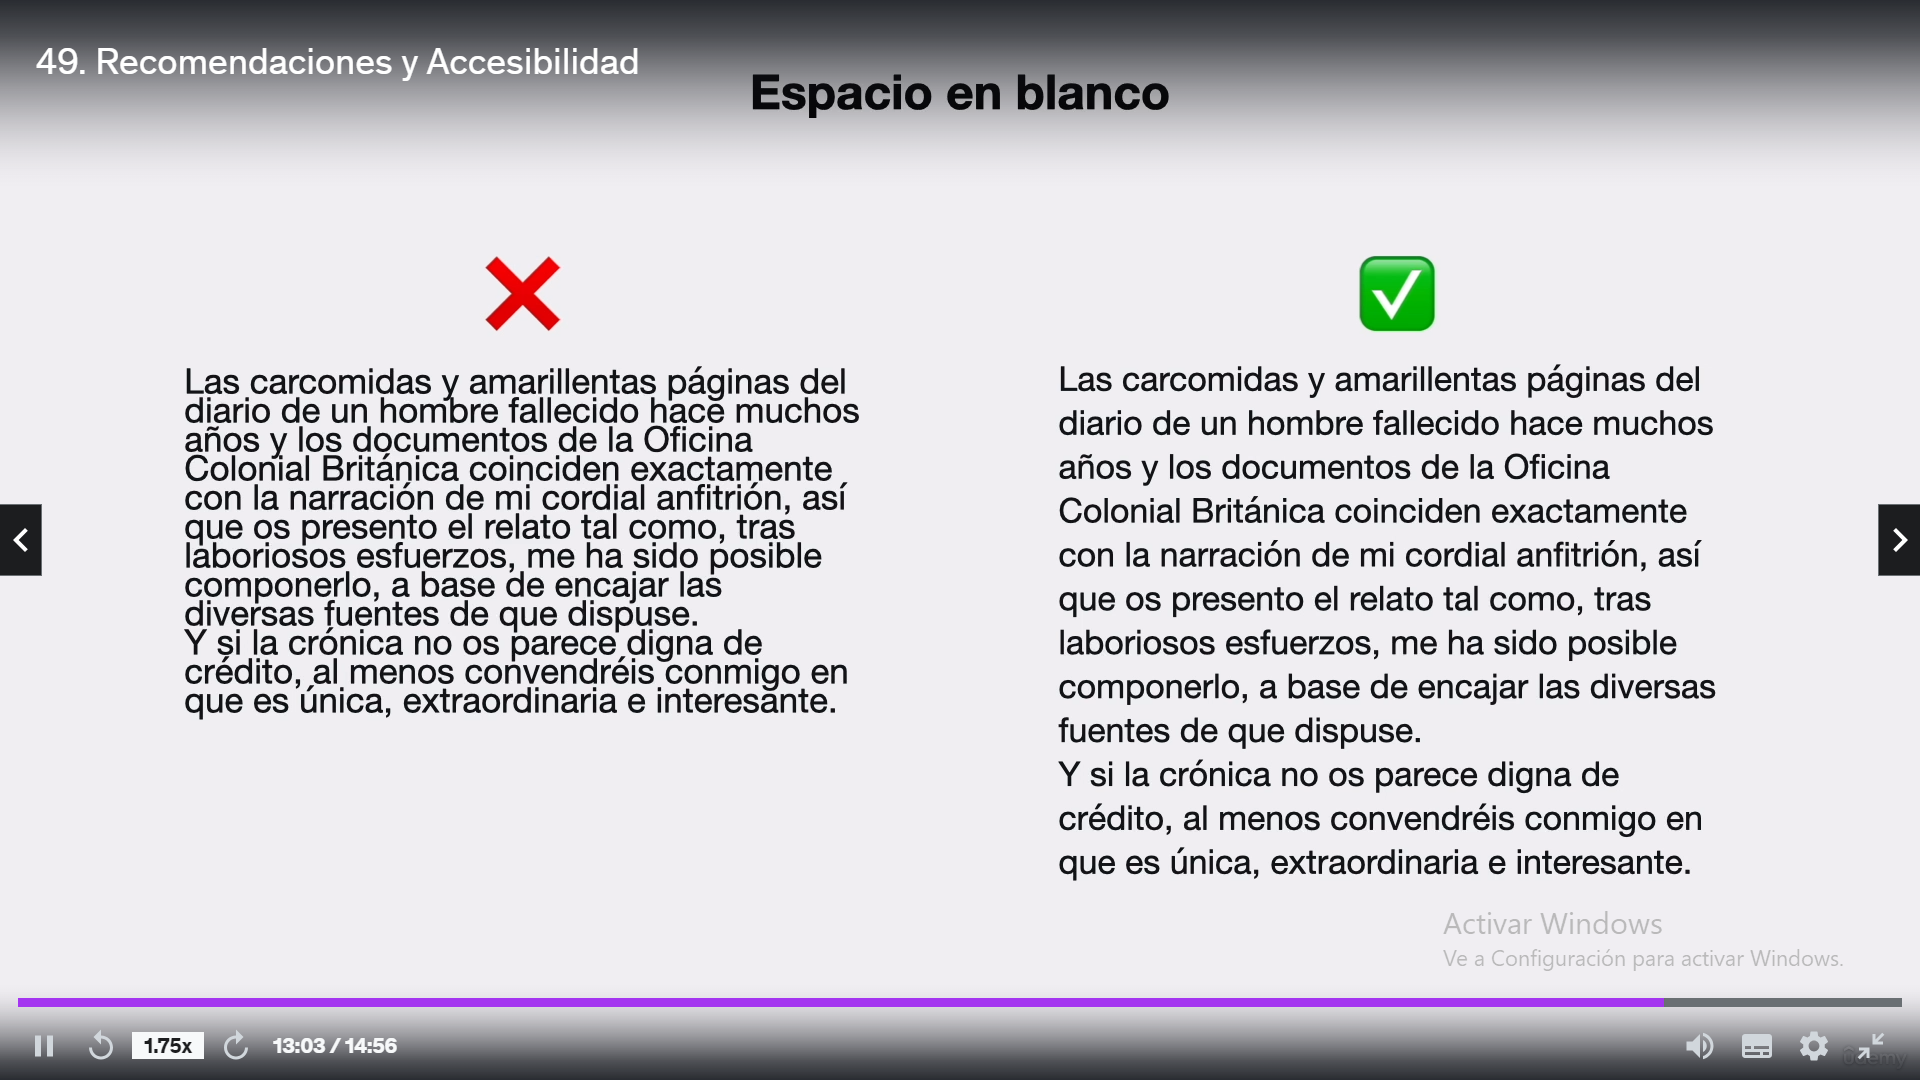 49. Recomendaciones y Accesibilidad
Espacio en blanco
Las carcomidas y amarillentas páginas del
diario de un hombre fallecido hace muchos
años y los documentos de la Oficina
Colonial Británica coinciden exactamente
con la narración de mi cordial anfitrión, así
que os presento el relato tal como, tras
laboriosos esfuerzos, me ha sido posible
componerlo, a base de encajar las
diversas fuentes de que dispuse.
Y si la crónica no os parece digna de
crédito, al menos convendréis conmigo en
que es única, extraordinaria e interesante.
Las carcomidas y amarillentas páginas del
diario de un hombre fallecido hace muchos
años y los documentos de la Oficina
Colonial Británica coinciden exactamente
con la narración de mi cordial anfitrión, así
que os presento el relato tal como, tras
laboriosos esfuerzos, me ha sido posible
componerlo, a base de encajar las diversas
fuentes de que dispuse.
Y si la crónica no os parece digna de
crédito, al menos convendréis conmigo en
que es única, extraordinaria e interesante.
Activar Windows
Ve a Configuración para activar Windows.
1.75x
13:03 / 14:56
Udemy